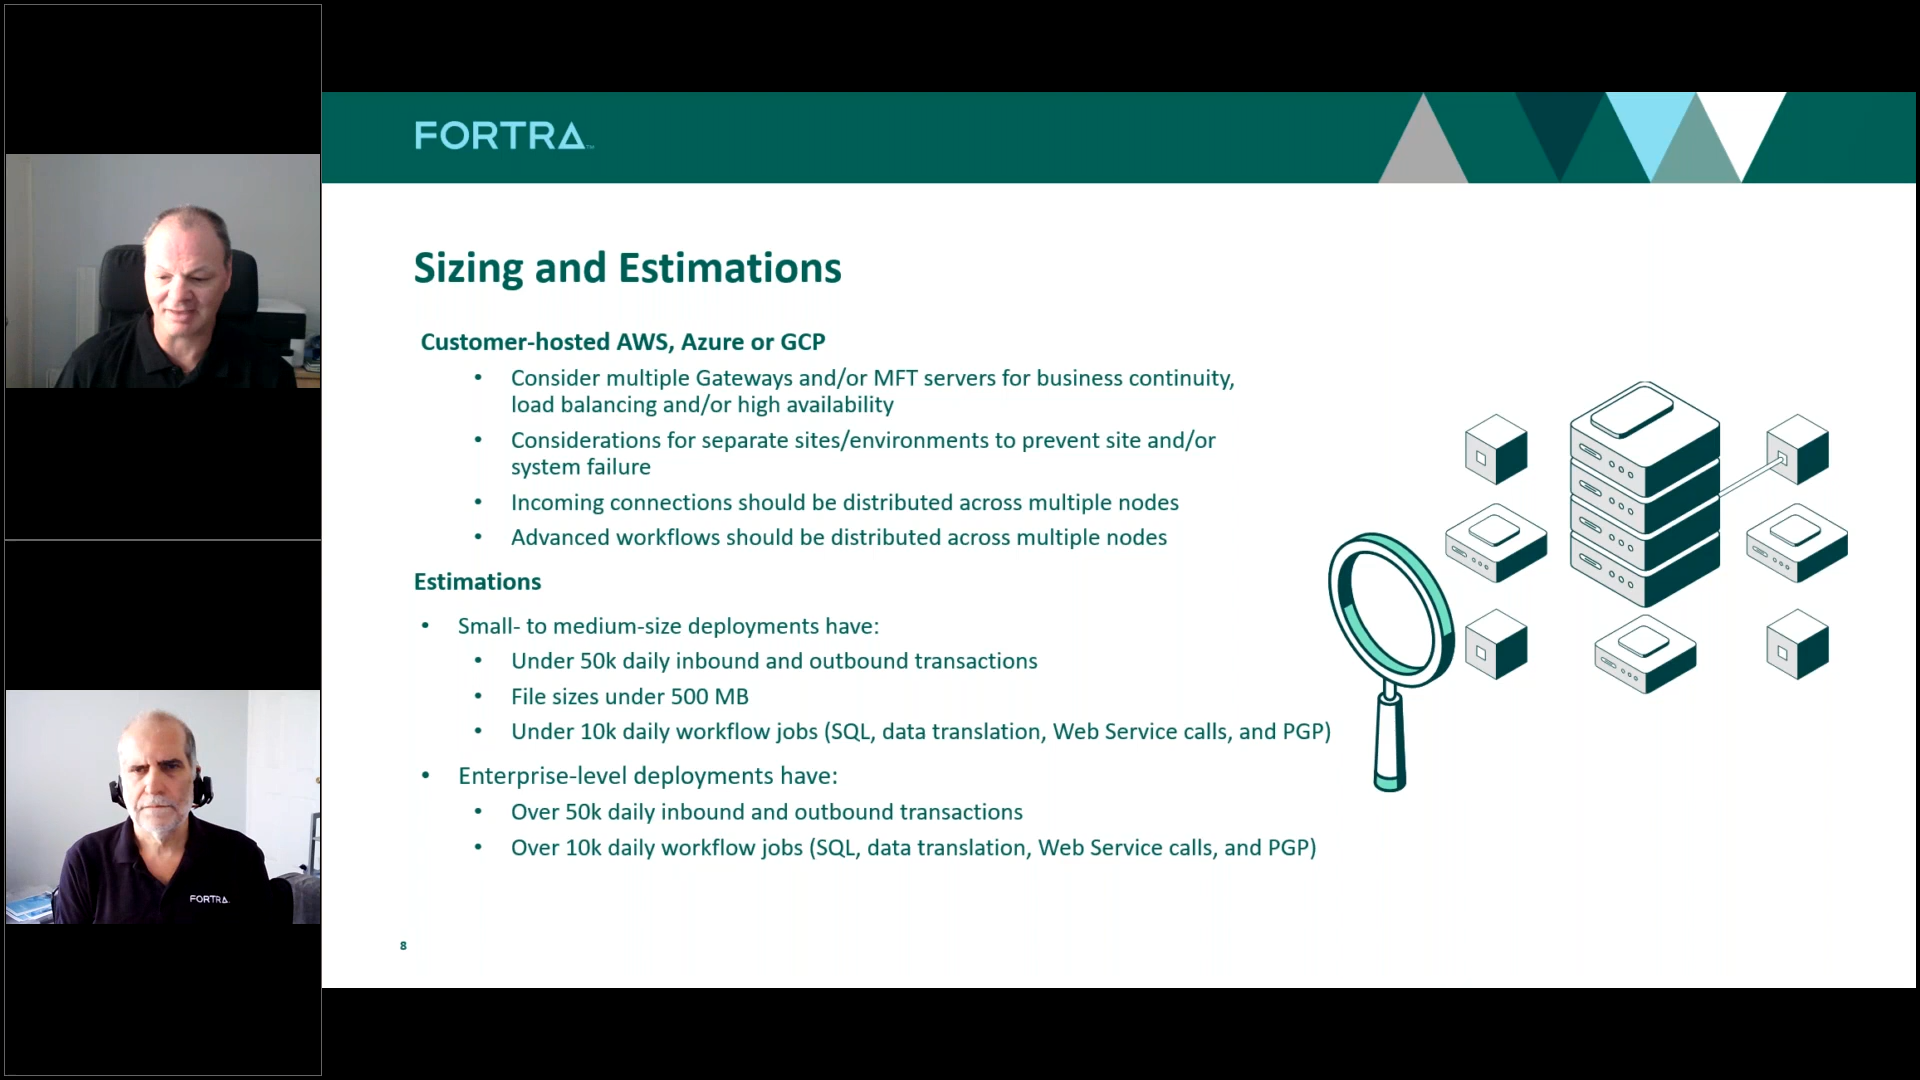 FORTRA™
Sizing and Estimations
Customer-hosted AWS, Azure or GCP
• Consider multiple Gateways and/or MFT servers for business continuity,
load balancing and/or high availability
• Considerations for separate sites/environments to prevent site and/or
system failure
• Incoming connections should be distributed across multiple nodes
• Advanced workflows should be distributed across multiple nodes
Estimations
• Small- to medium-size deployments have:
• Under 50k daily inbound and outbound transactions
• File sizes under 500 MB
• Under 10k daily workflow jobs (SQL, data translation, Web Service calls, and PGP)
• Enterprise-level deployments have:
• Over 50k daily inbound and outbound transactions
• Over 10k daily workflow jobs (SQL, data translation, Web Service calls, and PGP)
8
FORTRA